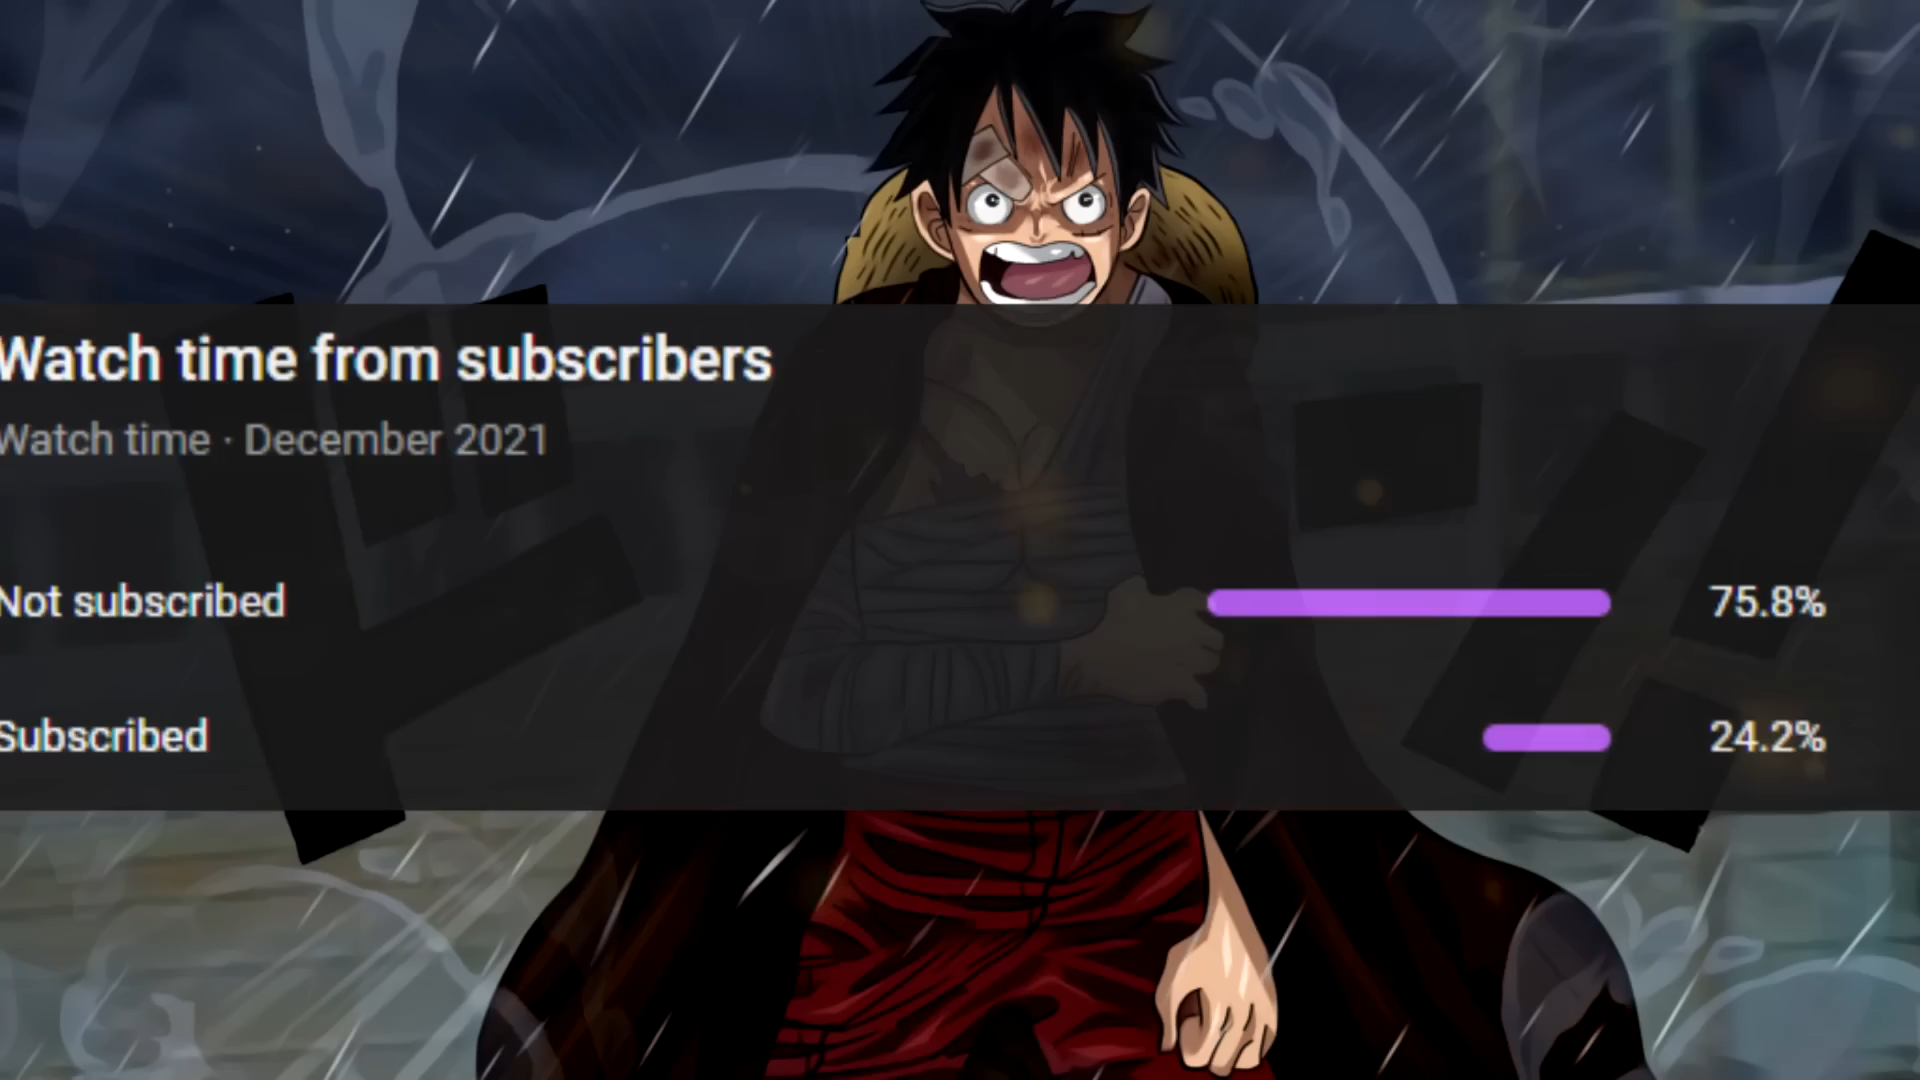 Watch time from subscribers
Watch time · December 2021
Not subscribed 75.8%
Subscribed 24.2%